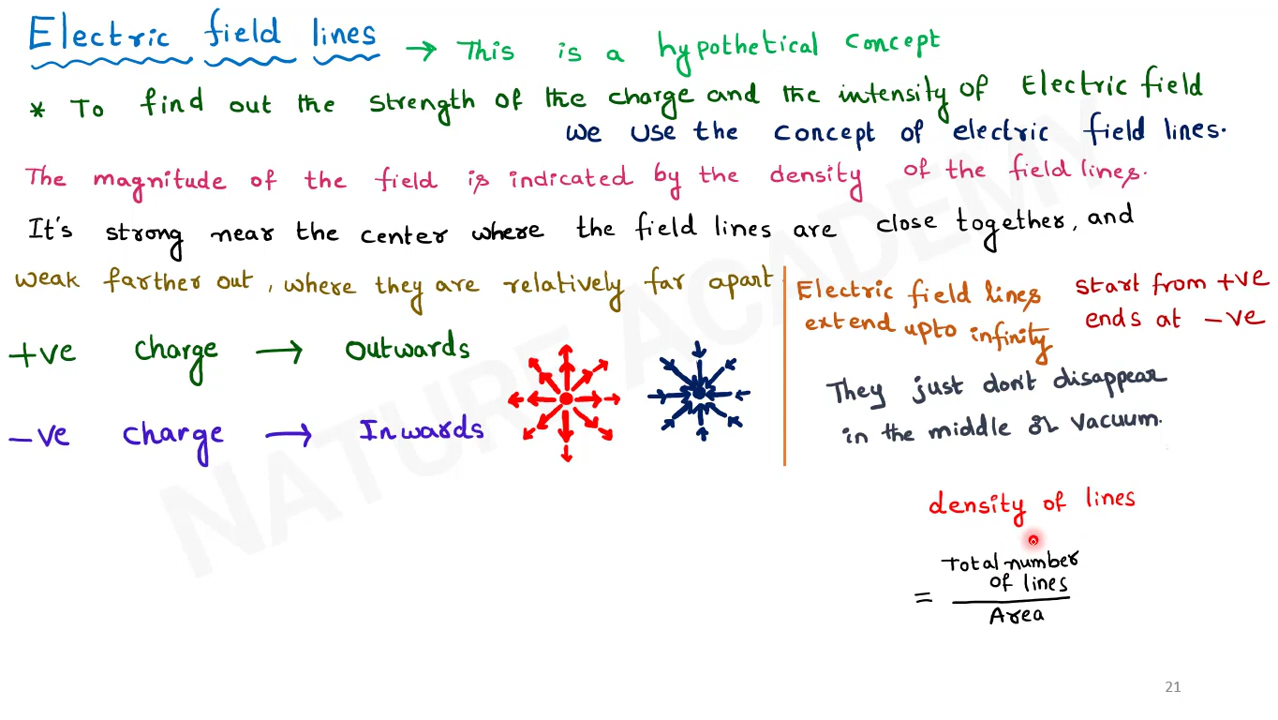 Electric field lines → This is a hypothetical concept
* To find out the strength of the charge and the intensity of Electric field
we use the concept of electric field lines.
The magnitude of the field is indicated by the density of the field lines.
It's strong near the center where the field lines are close together, and
weak farther out, where they are relatively far apart
+ve charge → Outwards
-ve charge → Inwards
Electric field lines
extend upto infinity
start from +ve
ends at -ve
They just don't disappear
in the middle or vacuum.
density of lines
= Total number
of lines
Area
NATURE ACADEMY
21